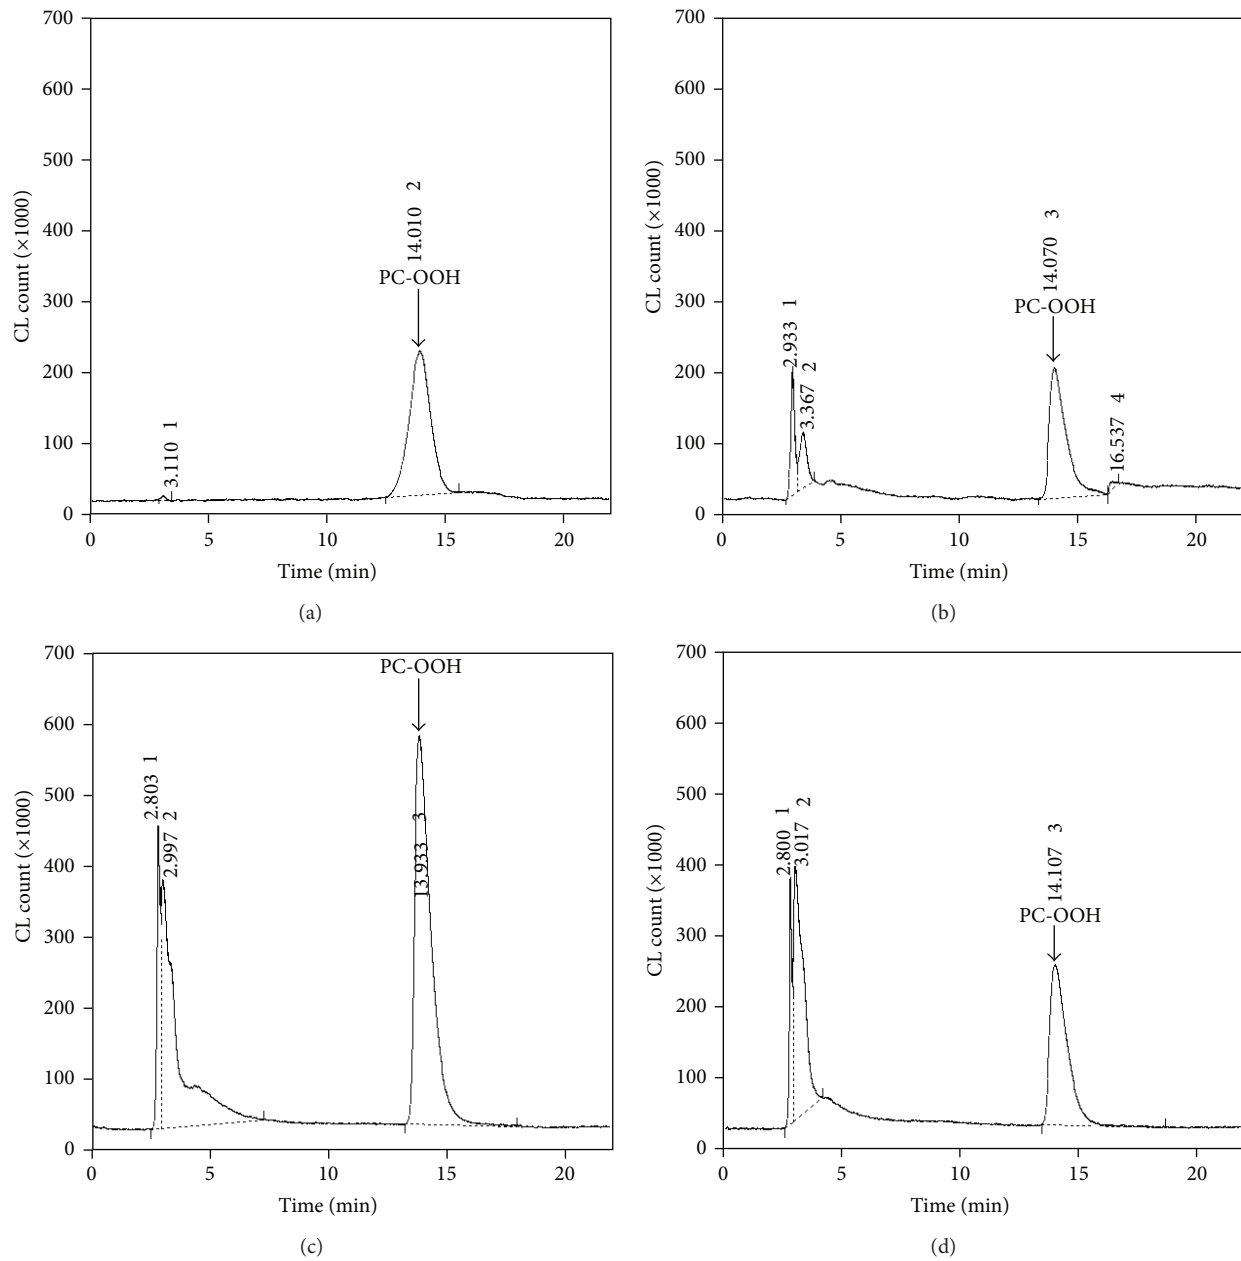 700
600
500
400
300
200
100
0
CL count (×1000)
3.110 1
14.010 2
PC-OOH
0 5 10 15 20
Time (min)
(a)
700
600
500
400
300
200
100
0
CL count (×1000)
2.933 1
3.367 2
14.070 3
PC-OOH
16.537 4
0 5 10 15 20
Time (min)
(b)
700
600
500
400
300
200
100
0
CL count (×1000)
2.803 1
2.997 2
PC-OOH
13.933 3
0 5 10 15 20
Time (min)
(c)
700
600
500
400
300
200
100
0
CL count (×1000)
2.800 1
3.017 2
14.107 3
PC-OOH
0 5 10 15 20
Time (min)
(d)